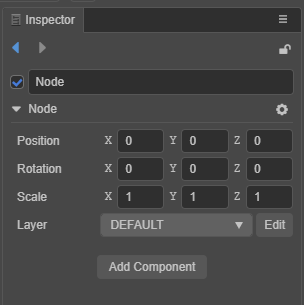 Inspector
Node
Node
Position X 0 Y 0 Z 0
Rotation X 0 Y 0 Z 0
Scale X 1 Y 1 Z 1
Layer DEFAULT Edit
Add Component